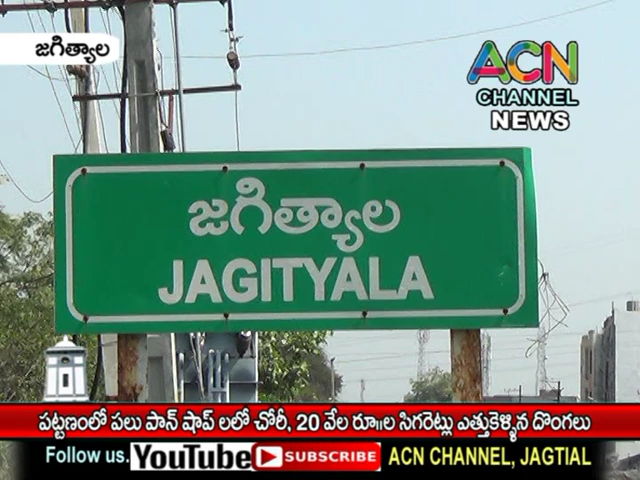 జగిత్యాల
ACN
CHANNEL
NEWS
జగిత్యాల
JAGITYALA
పట్టణంలో పలు పాన్ షాప్ లలో చోరీ, 20 వేల రూ॥ల సిగరెట్లు ఎత్తుకెళ్ళిన దొంగలు
Follow us. YouTube SUBSCRIBE ACN CHANNEL, JAGTIAL